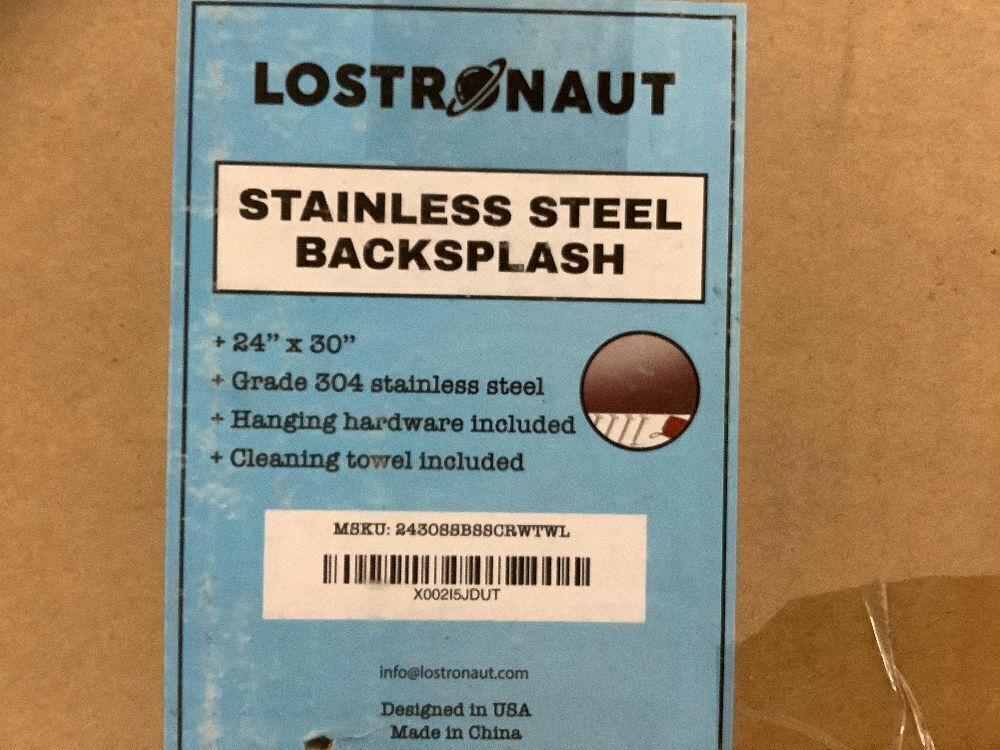 LOSTRONAUT
STAINLESS STEEL
BACKSPLASH
+ 24” x 30”
+ Grade 304 stainless steel
+ Hanging hardware included
+ Cleaning towel included
MSKU: 2430SSBSSCRWTWL
X002I5JDUT
info@lostronaut.com
Designed in USA
Made in China